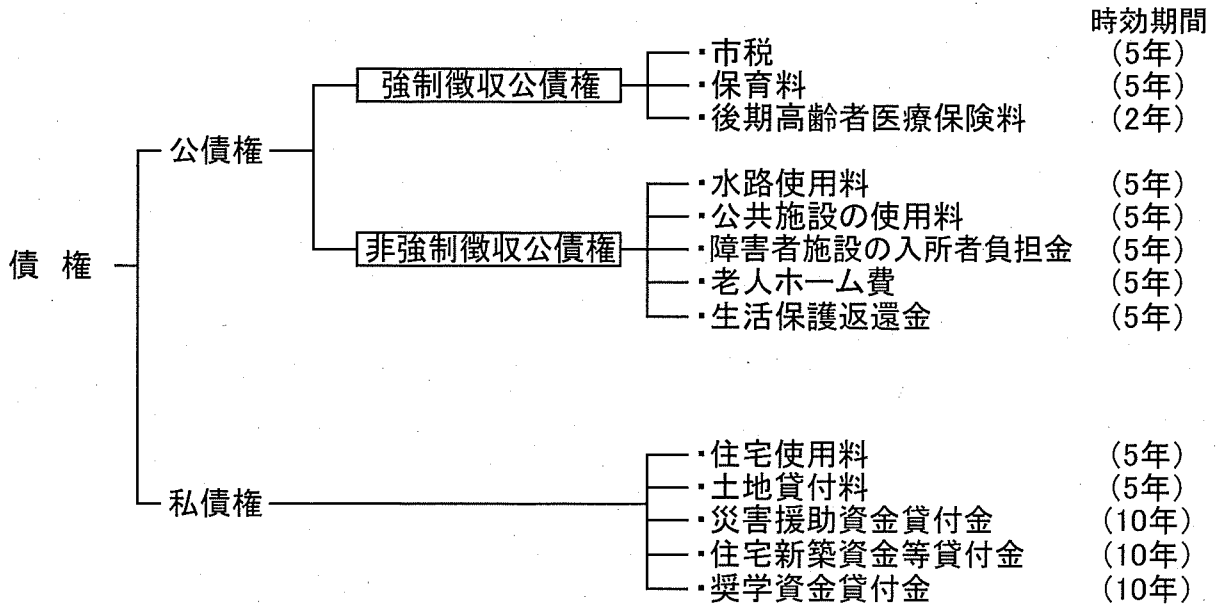 時効期間
・市税 (5年)
強制徴収公債権
・保育料 (5年)
・後期高齢者医療保険料 (2年)
公債権
・水路使用料 (5年)
・公共施設の使用料 (5年)
非強制徴収公債権
・障害者施設の入所者負担金 (5年)
債 権
・老人ホーム費 (5年)
・生活保護返還金 (5年)
・住宅使用料 (5年)
・土地貸付料 (5年)
私債権
・災害援助資金貸付金 (10年)
・住宅新築資金等貸付金 (10年)
・奨学資金貸付金 (10年)